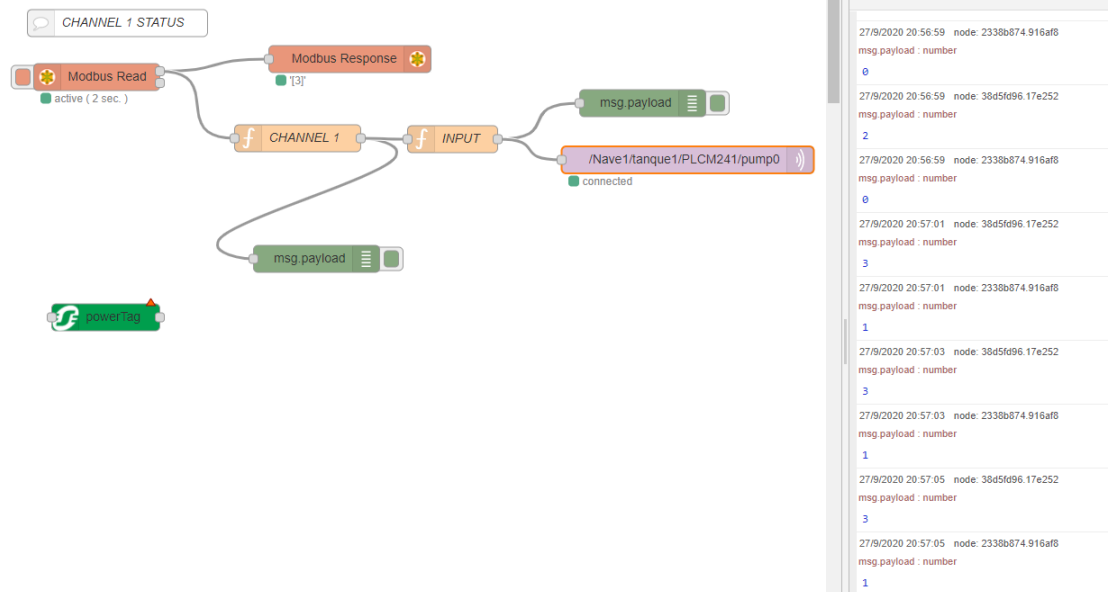 CHANNEL 1 STATUS
Modbus Read
active ( 2 sec. )
Modbus Response
'[3]'
CHANNEL 1
INPUT
msg.payload
/Nave1/tanque1/PLCM241/pump0
connected
msg.payload
powerTag
27/9/2020 20:56:59 node: 2338b874.916af8
msg.payload : number
0
27/9/2020 20:56:59 node: 38d5fd96.17e252
msg.payload : number
2
27/9/2020 20:56:59 node: 2338b874.916af8
msg.payload : number
0
27/9/2020 20:57:01 node: 38d5fd96.17e252
msg.payload : number
3
27/9/2020 20:57:01 node: 2338b874.916af8
msg.payload : number
1
27/9/2020 20:57:03 node: 38d5fd96.17e252
msg.payload : number
3
27/9/2020 20:57:03 node: 2338b874.916af8
msg.payload : number
1
27/9/2020 20:57:05 node: 38d5fd96.17e252
msg.payload : number
3
27/9/2020 20:57:05 node: 2338b874.916af8
msg.payload : number
1